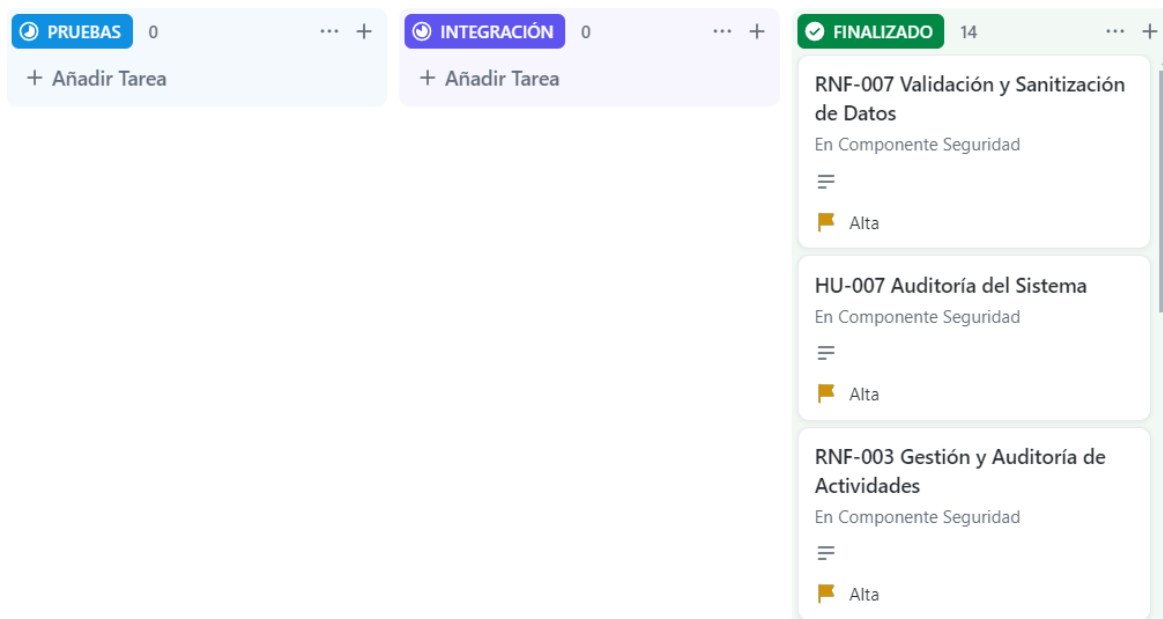 PRUEBAS 0
+ Añadir Tarea
INTEGRACIÓN 0
+ Añadir Tarea
FINALIZADO 14
RNF-007 Validación y Sanitización
de Datos
En Componente Seguridad
Alta
HU-007 Auditoría del Sistema
En Componente Seguridad
Alta
RNF-003 Gestión y Auditoría de
Actividades
En Componente Seguridad
Alta